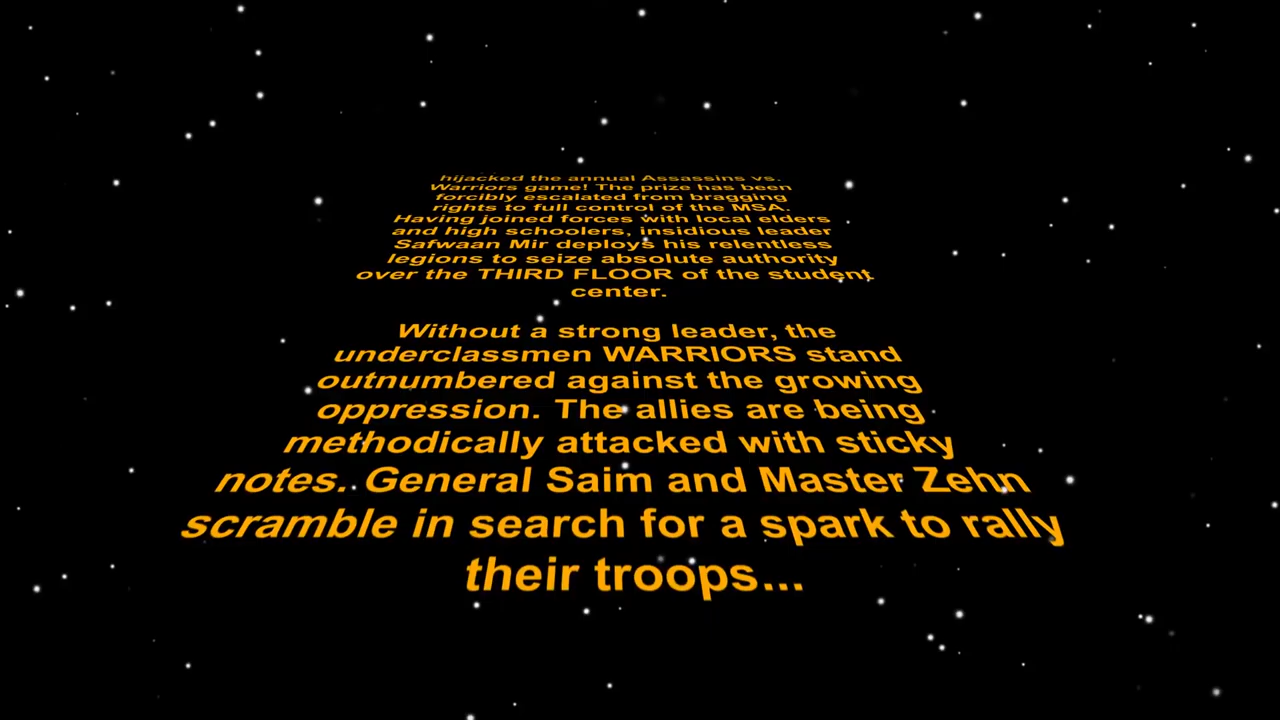 hijacked the annual Assassins vs.
Warriors game! The prize has been
forcibly escalated from bragging
rights to full control of the MSA.
Having joined forces with local elders
and high schoolers, insidious leader
Safwaan Mir deploys his relentless
legions to seize absolute authority
over the THIRD FLOOR of the student
center.
Without a strong leader, the
underclassmen WARRIORS stand
outnumbered against the growing
oppression. The allies are being
methodically attacked with sticky
notes. General Saim and Master Zehn
scramble in search for a spark to rally
their troops...